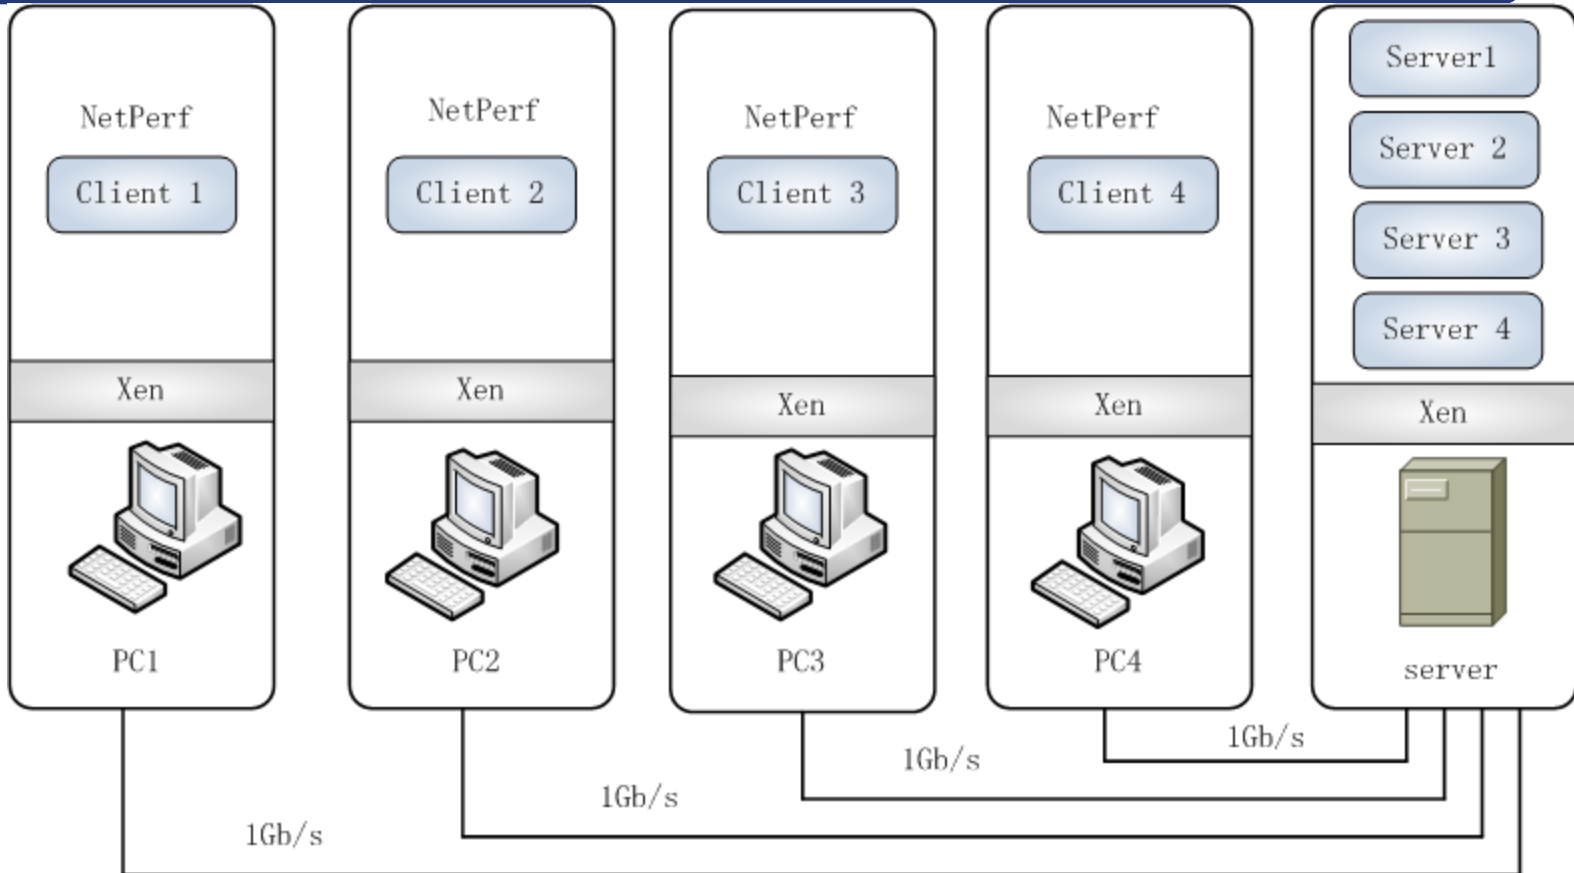 NetPerf
Client 1
Xen
PC1
NetPerf
Client 2
Xen
PC2
NetPerf
Client 3
Xen
PC3
NetPerf
Client 4
Xen
PC4
Server1
Server 2
Server 3
Server 4
Xen
server
1Gb/s
1Gb/s
1Gb/s
1Gb/s